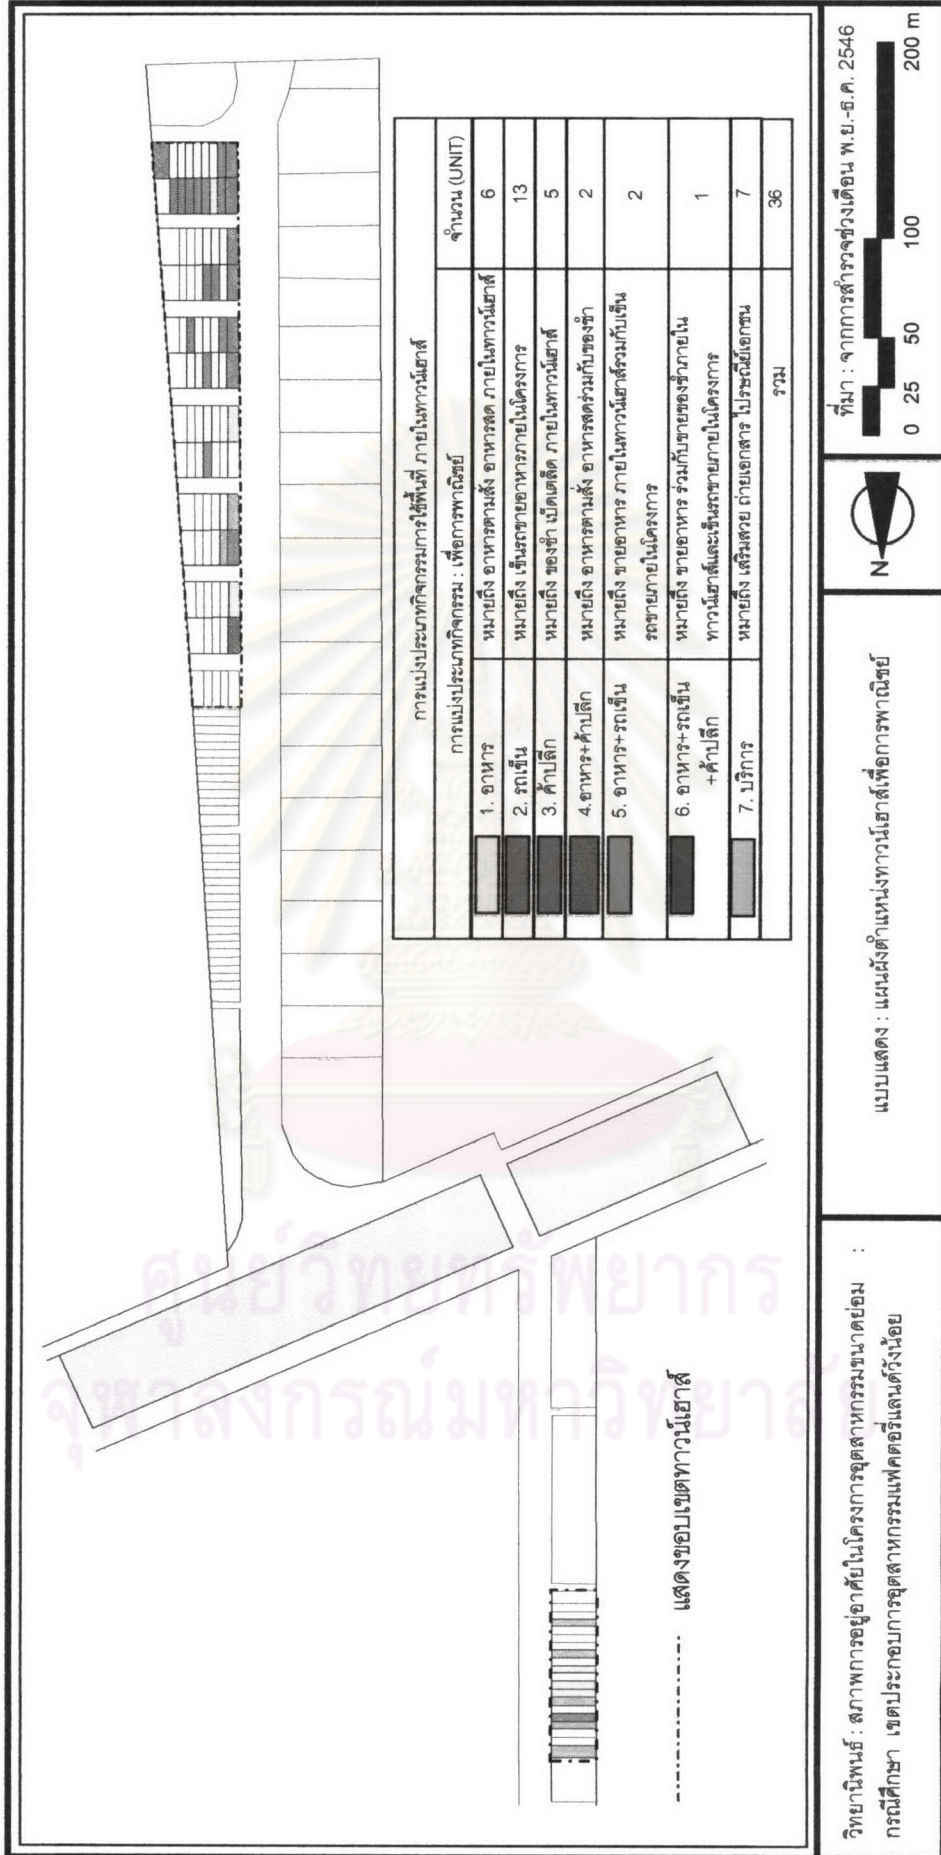 การแบ่งประเภทกิจกรรมการใช้พื้นที่ ภายในทาวน์เฮาส์
การแบ่งประเภทกิจกรรม : เพื่อการพาณิชย์
จำนวน (UNIT)
1. อาหาร
หมายถึง อาหารตามสั่ง อาหารสด ภายในทาวน์เฮาส์
6
2. รถเข็น
หมายถึง เข็นรถขายอาหารภายในโครงการ
13
3. ค้าปลีก
หมายถึง ของชำ เบ็ดเตล็ด ภายในทาวน์เฮาส์
5
4.อาหาร+ค้าปลีก
หมายถึง อาหารตามสั่ง อาหารสดร่วมกับของชำ
2
5. อาหาร+รถเข็น
หมายถึง ขายอาหาร ภายในทาวน์เฮาส์รวมกับเข็น
รถขายภายในโครงการ
2
6. อาหาร+รถเข็น
+ค้าปลีก
หมายถึง ขายอาหาร ร่วมกับขายของชำภายใน
ทาวน์เฮาส์และเข็นรถขายภายในโครงการ
1
7. บริการ
หมายถึง เสริมสวย ถ่ายเอกสาร ไปรษณีย์เอกชน
7
รวม
36
แสดงขอบเขตทาวน์เฮาส์
ศูนย์วิทยทรัพยากร
จุฬาลงกรณ์มหาวิทยาลัย
วิทยานิพนธ์ : สภาพการอยู่อาศัยในโครงการอุตสาหกรรมขนาดย่อม :
กรณีศึกษา เขตประกอบการอุตสาหกรรมแฟคตอรี่แลนด์วังน้อย
แบบแสดง : แผนผังตำแหน่งทาวน์เฮาส์เพื่อการพาณิชย์
N
ที่มา : จากการสำรวจช่วงเดือน พ.ย.-ธ.ค. 2546
0 25 50 100 200 m